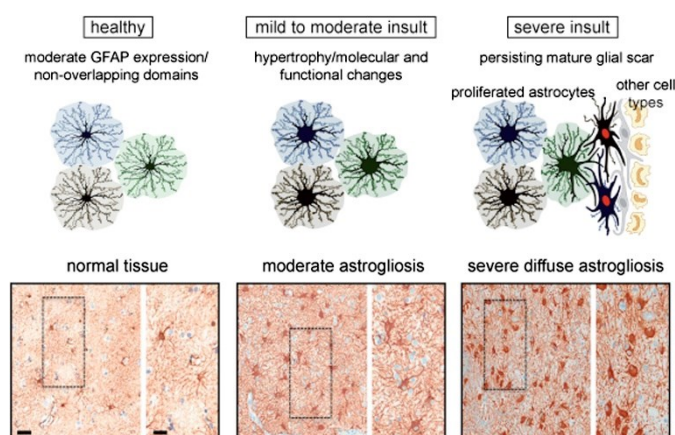 healthy
moderate GFAP expression/
non-overlapping domains
normal tissue
mild to moderate insult
hypertrophy/molecular and
functional changes
moderate astrogliosis
severe insult
persisting mature glial scar
proliferated astrocytes
other cell
types
severe diffuse astrogliosis